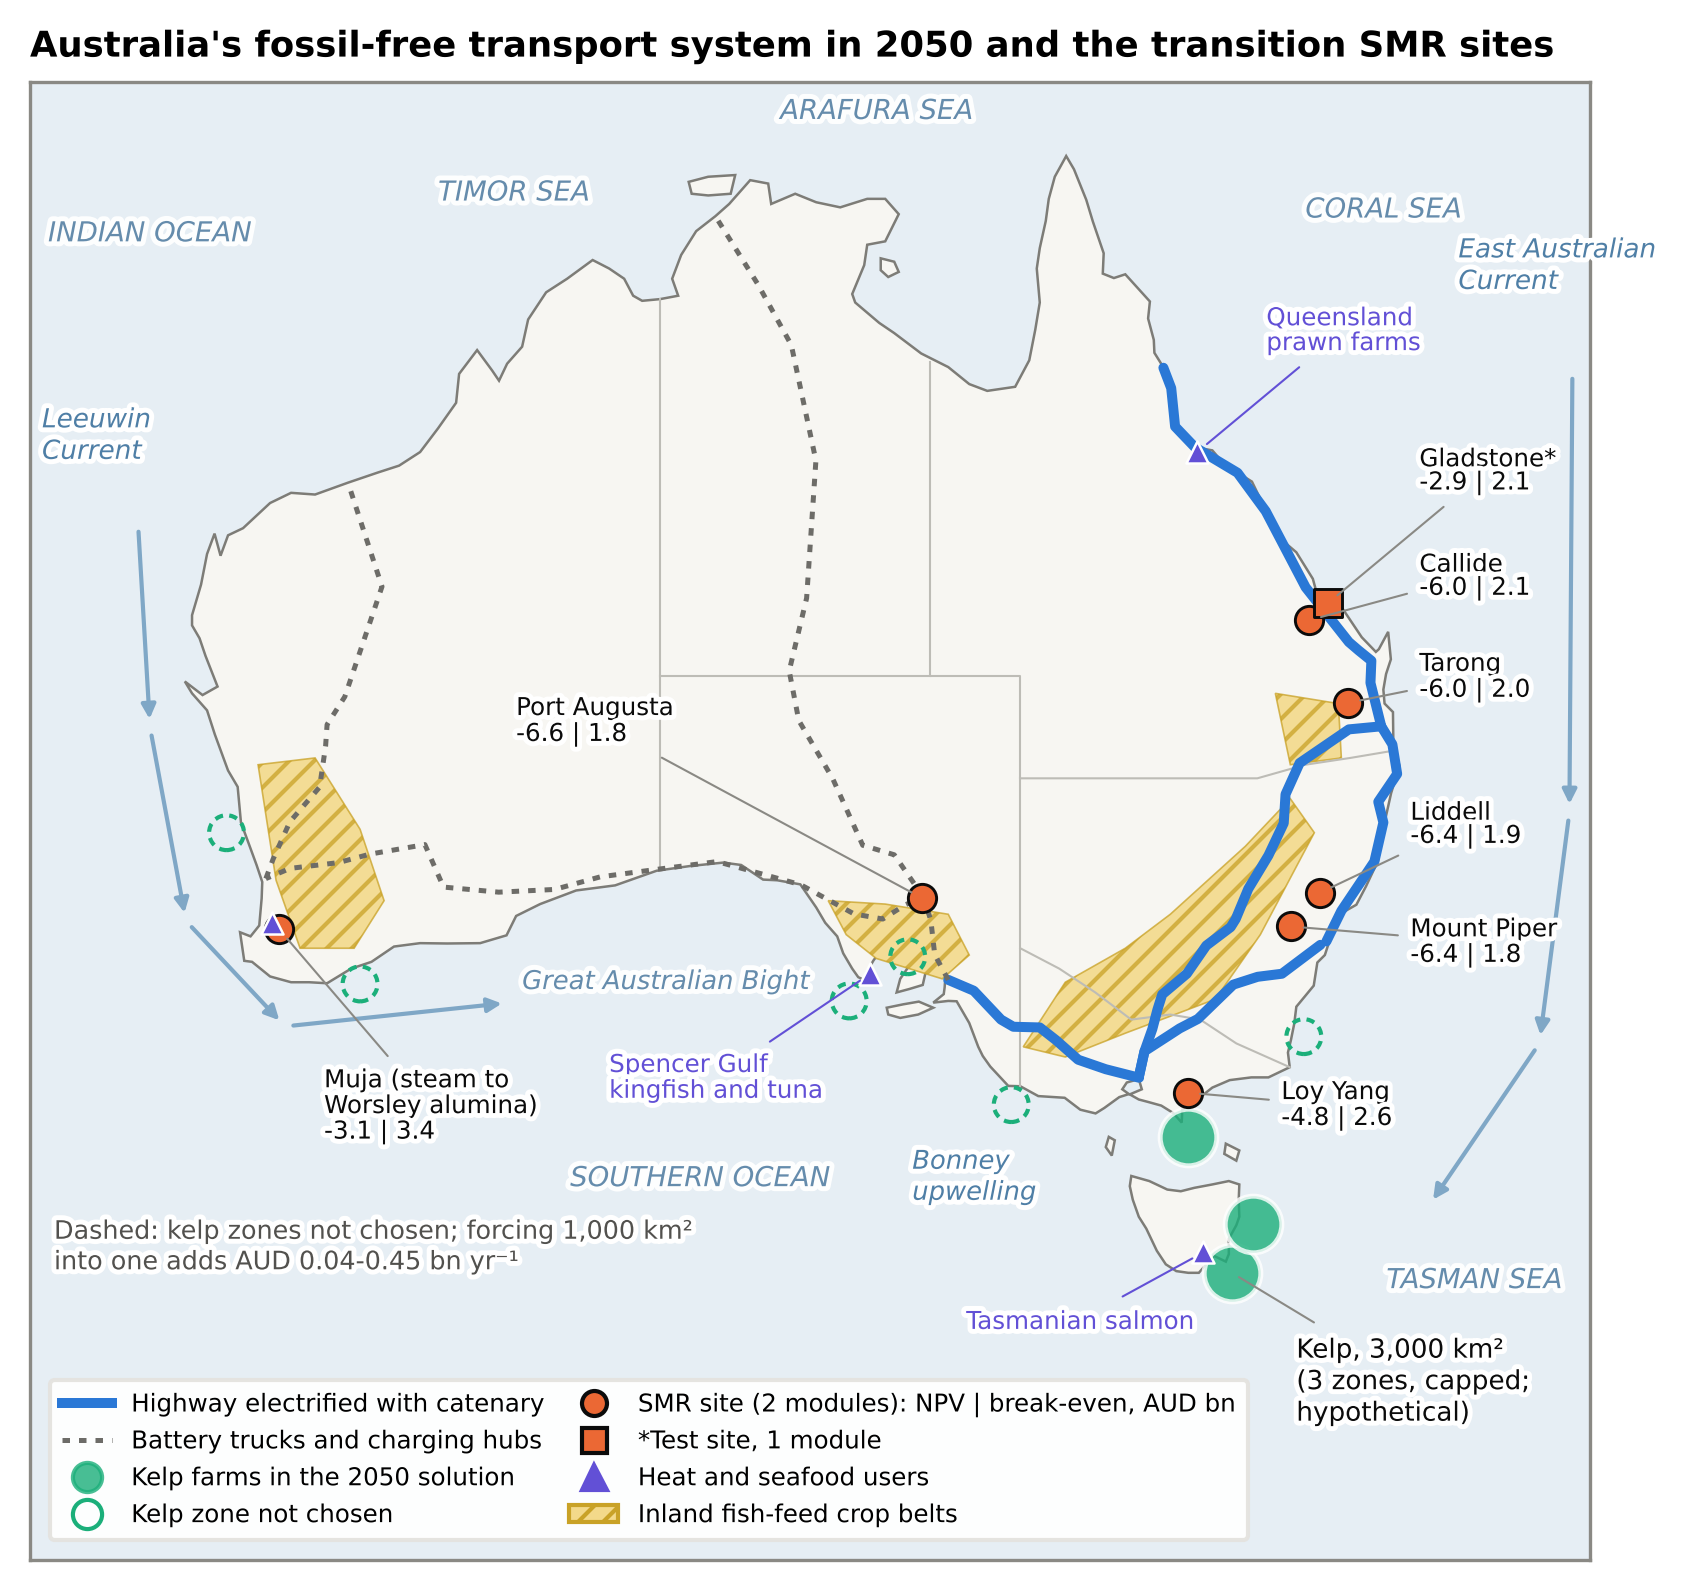 Australia's fossil-free transport system in 2050 and the transition SMR sites
ARAFURA SEA
TIMOR SEA
INDIAN OCEAN
CORAL SEA
East Australian
Current
Queensland
prawn farms
Leeuwin
Current
Gladstone*
-2.9 | 2.1
Callide
-6.0 | 2.1
Tarong
-6.0 | 2.0
Port Augusta
-6.6 | 1.8
Liddell
-6.4 | 1.9
Mount Piper
-6.4 | 1.8
Great Australian Bight
Spencer Gulf
kingfish and tuna
Muja (steam to
Worsley alumina)
-3.1 | 3.4
Loy Yang
-4.8 | 2.6
SOUTHERN OCEAN
Bonney
upwelling
Dashed: kelp zones not chosen; forcing 1,000 km²
into one adds AUD 0.04-0.45 bn yr⁻¹
TASMAN SEA
Tasmanian salmon
Kelp, 3,000 km²
(3 zones, capped;
hypothetical)
Highway electrified with catenary
Battery trucks and charging hubs
Kelp farms in the 2050 solution
Kelp zone not chosen
SMR site (2 modules): NPV | break-even, AUD bn
*Test site, 1 module
Heat and seafood users
Inland fish-feed crop belts